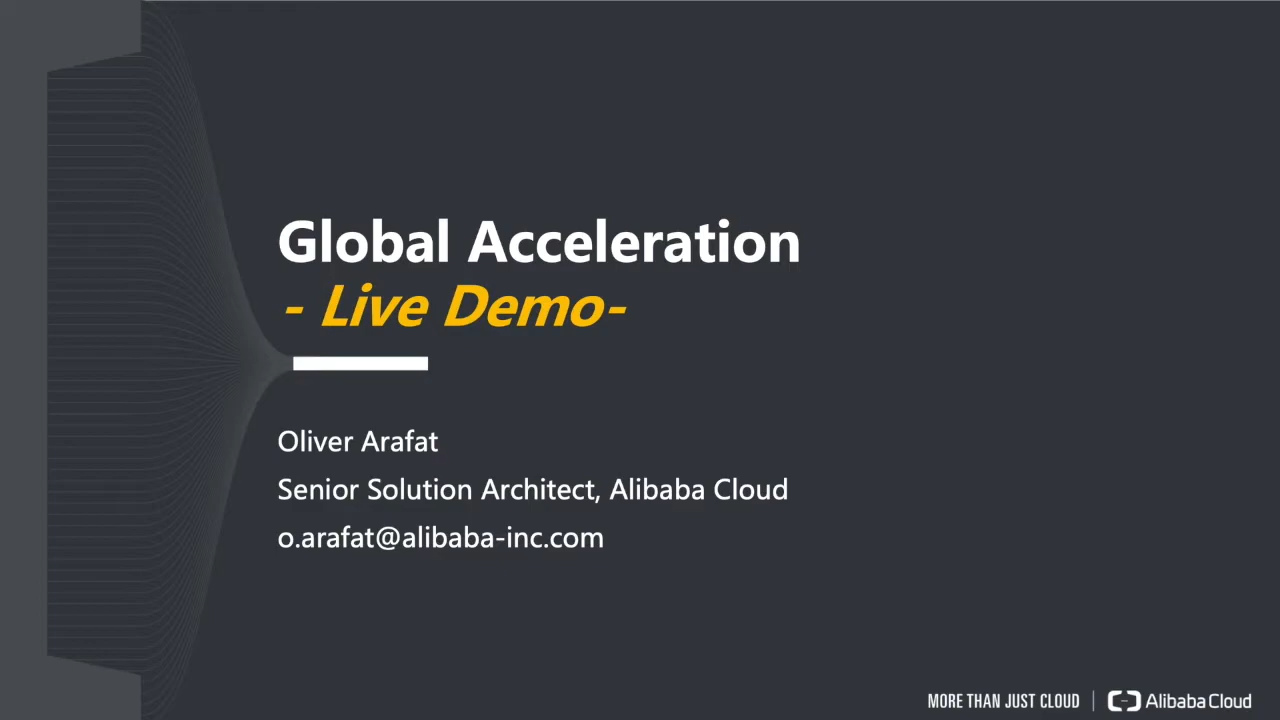 Global Acceleration
- Live Demo-
Oliver Arafat
Senior Solution Architect, Alibaba Cloud
o.arafat@alibaba-inc.com
MORE THAN JUST CLOUD | Alibaba Cloud